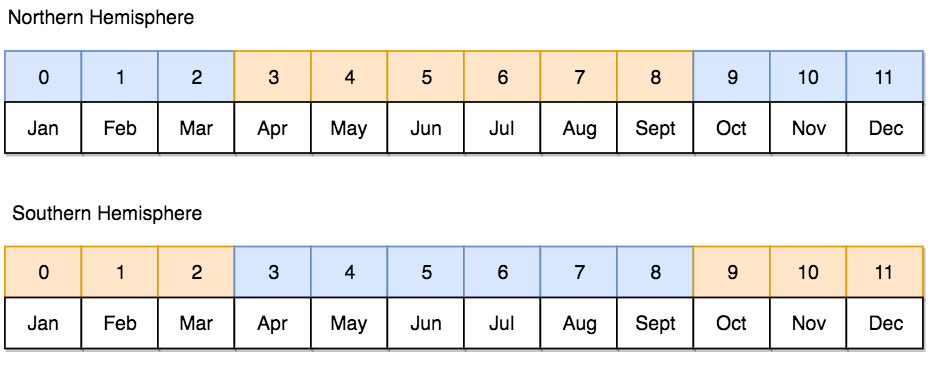 Northern Hemisphere
0 1 2 3 4 5 6 7 8 9 10 11
Jan Feb Mar Apr May Jun Jul Aug Sept Oct Nov Dec
Southern Hemisphere
0 1 2 3 4 5 6 7 8 9 10 11
Jan Feb Mar Apr May Jun Jul Aug Sept Oct Nov Dec